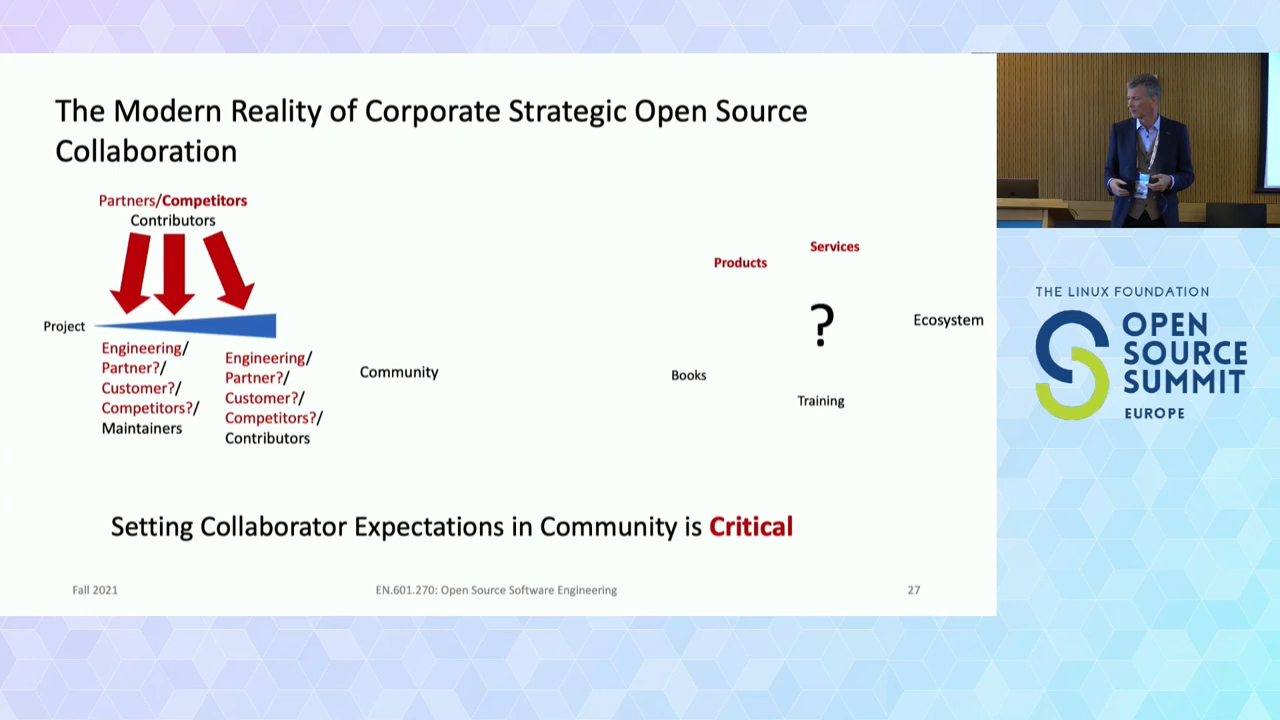 The Modern Reality of Corporate Strategic Open Source
Collaboration
Partners/Competitors
Contributors
Project
Engineering/
Partner?/
Customer?/
Competitors?/
Maintainers
Engineering/
Partner?/
Customer?/
Competitors?/
Contributors
Community
Products
Services
?
Books
Training
Ecosystem
Setting Collaborator Expectations in Community is Critical
Fall 2021
EN.601.270: Open Source Software Engineering
27
THE LINUX FOUNDATION
OPEN
SOURCE
SUMMIT
EUROPE